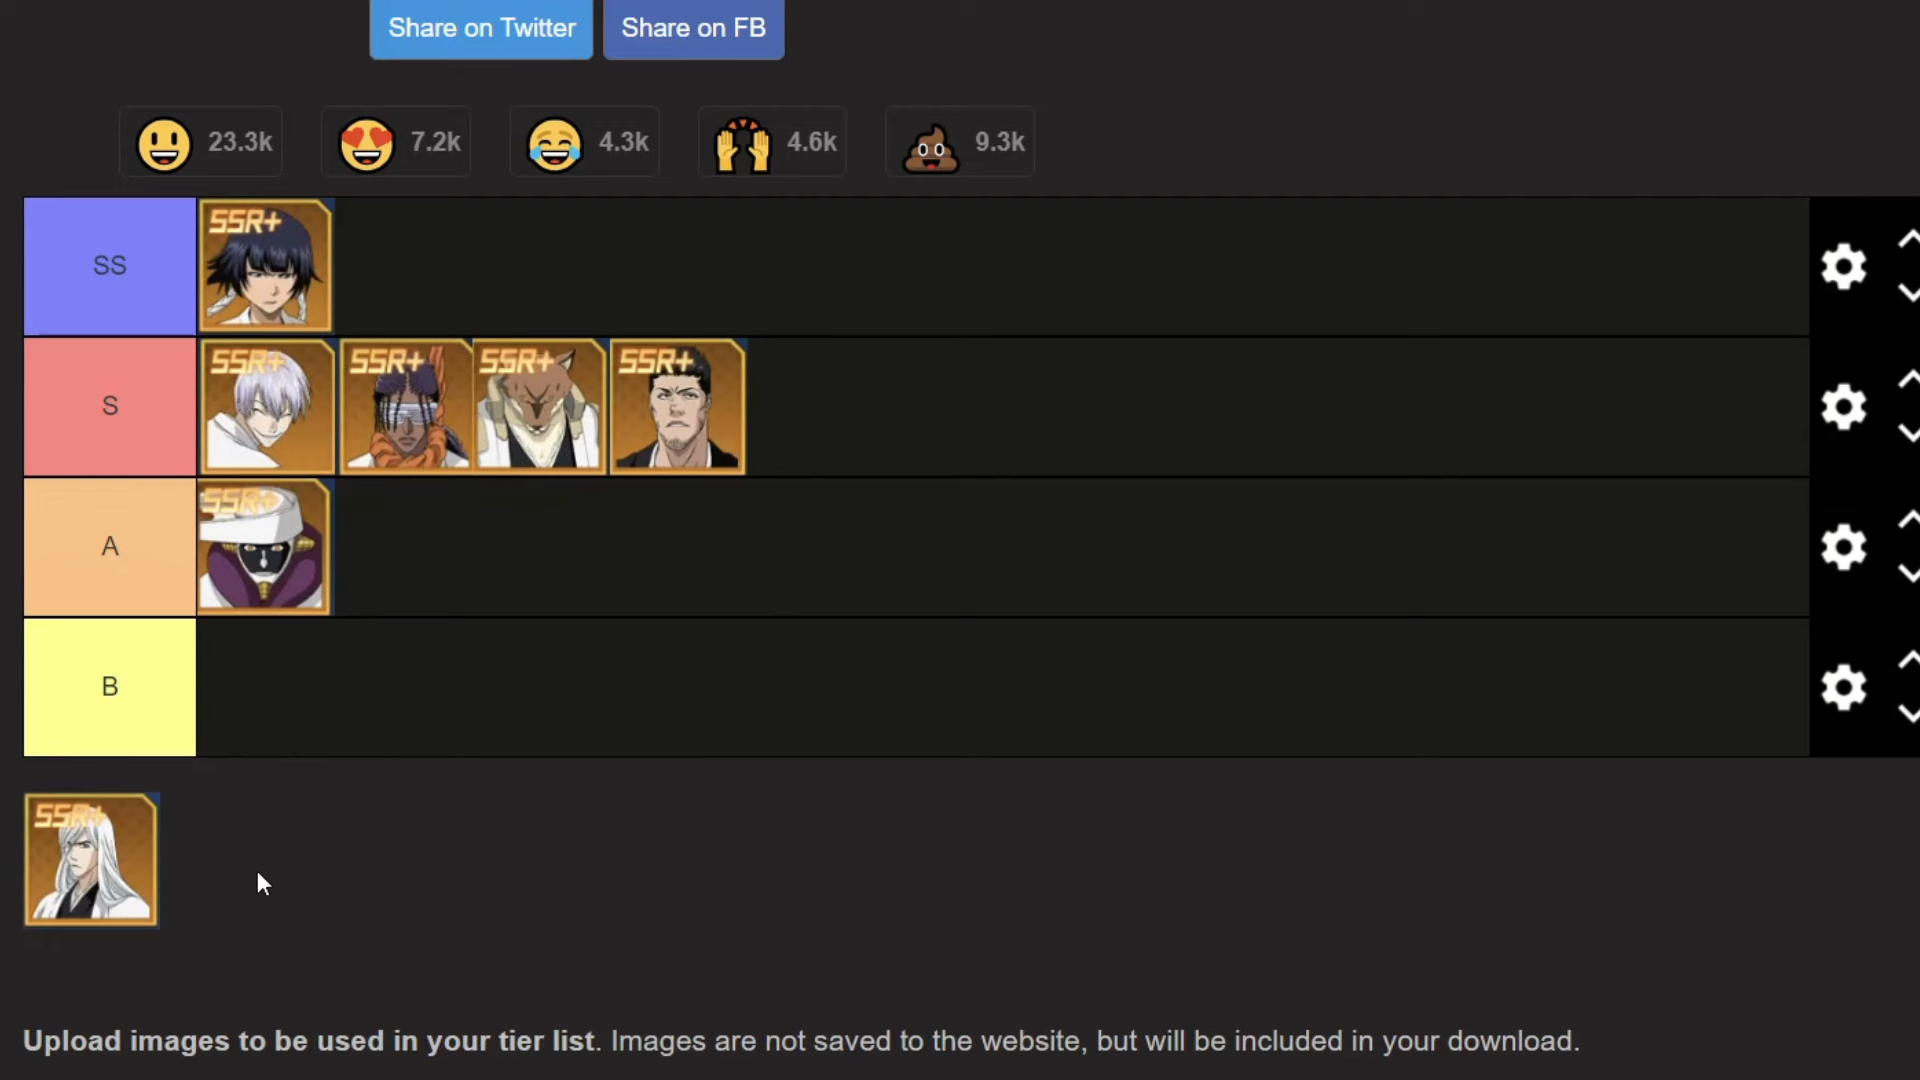 Share on Twitter Share on FB
23.3k 7.2k 4.3k 4.6k 9.3k
SS SSR+
S SSR+ SSR+ SSR+ SSR+
A SSR+
B
SSR+
Upload images to be used in your tier list. Images are not saved to the website, but will be included in your download.